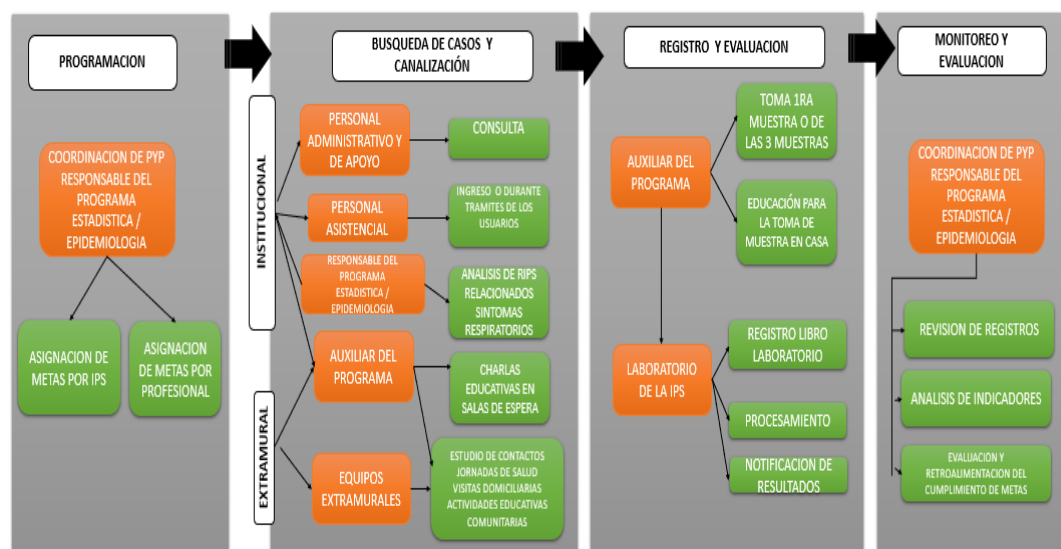 PROGRAMACION
COORDINACION DE PYP
RESPONSABLE DEL
PROGRAMA
ESTADISTICA /
EPIDEMIOLOGIA
ASIGNACION DE
METAS POR IPS
ASIGNACION
DE METAS POR
PROFESIONAL
BUSQUEDA DE CASOS Y
CANALIZACIÓN
INSTITUCIONAL
PERSONAL
ADMINISTRATIVO Y
DE APOYO
CONSULTA
PERSONAL
ASISTENCIAL
INGRESO O DURANTE
TRAMITES DE LOS
USUARIOS
RESPONSABLE DEL
PROGRAMA
ESTADISTICA /
EPIDEMIOLOGIA
ANALISIS DE RIPS
RELACIONADOS
SINTOMAS
RESPIRATORIOS
AUXILIAR DEL
PROGRAMA
CHARLAS
EDUCATIVAS EN
SALAS DE ESPERA
EXTRAMURAL
EQUIPOS
EXTRAMURALES
ESTUDIO DE CONTACTOS
JORNADAS DE SALUD
VISITAS DOMICILIARIAS
ACTIVIDADES EDUCATIVAS
COMUNITARIAS
REGISTRO Y EVALUACION
AUXILIAR DEL
PROGRAMA
TOMA 1RA
MUESTRA O DE
LAS 3 MUESTRAS
EDUCACIÓN PARA
LA TOMA DE
MUESTRA EN CASA
LABORATORIO
DE LA IPS
REGISTRO LIBRO
LABORATORIO
PROCESAMIENTO
NOTIFICACION DE
RESULTADOS
MONITOREO Y
EVALUACION
COORDINACION DE PYP
RESPONSABLE DEL
PROGRAMA
ESTADISTICA /
EPIDEMIOLOGIA
REVISION DE REGISTROS
ANALISIS DE INDICADORES
EVALUACION Y
RETROALIMENTACION DEL
CUMPLIMIENTO DE METAS